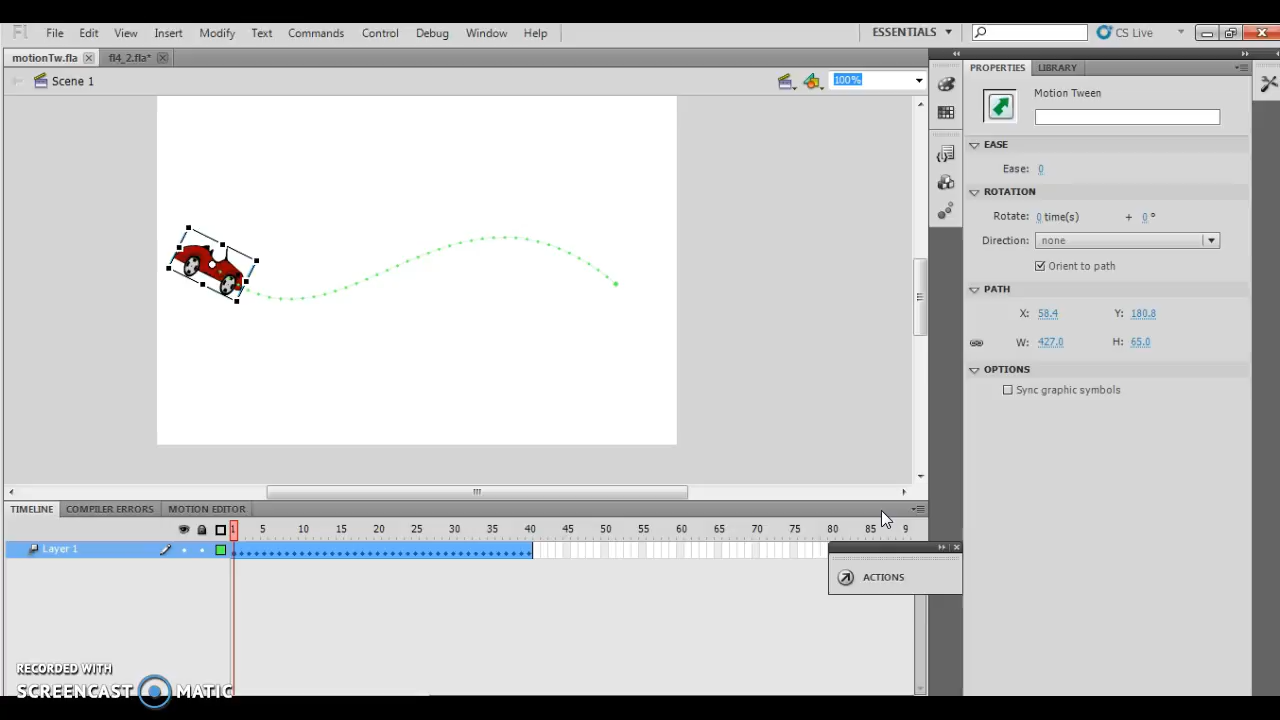 Fl File Edit View Insert Modify Text Commands Control Debug Window Help ESSENTIALS CS Live
motionTw.fla fl4_2.fla*
Scene 1 100%
PROPERTIES LIBRARY
Motion Tween
EASE
Ease: 0
ROTATION
Rotate: 0 time(s) + 0 °
Direction: none
Orient to path
PATH
X: 58.4 Y: 180.8
W: 427.0 H: 65.0
OPTIONS
Sync graphic symbols
TIMELINE COMPILER ERRORS MOTION EDITOR
1 5 10 15 20 25 30 35 40 45 50 55 60 65 70 75 80 85 9
Layer 1
ACTIONS
RECORDED WITH
SCREENCAST MATIC